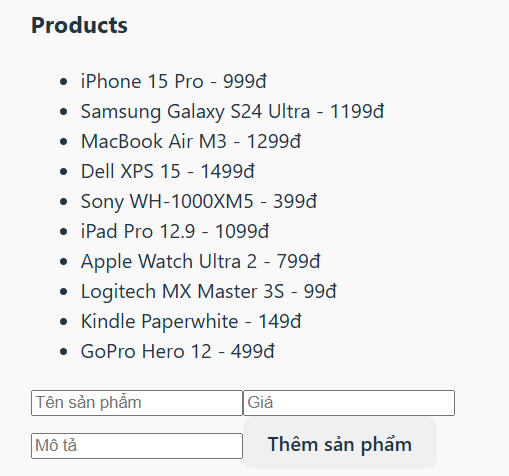 Products
iPhone 15 Pro - 999đ
Samsung Galaxy S24 Ultra - 1199đ
MacBook Air M3 - 1299đ
Dell XPS 15 - 1499đ
Sony WH-1000XM5 - 399đ
iPad Pro 12.9 - 1099đ
Apple Watch Ultra 2 - 799đ
Logitech MX Master 3S - 99đ
Kindle Paperwhite - 149đ
GoPro Hero 12 - 499đ
Tên sản phẩm Giá
Mô tả Thêm sản phẩm